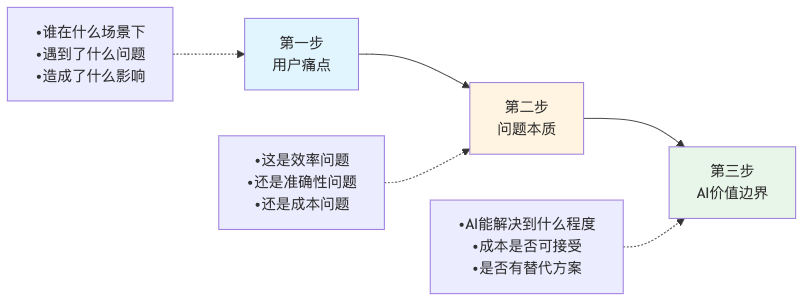 •谁在什么场景下
•遇到了什么问题
•造成了什么影响
第一步
用户痛点
第二步
问题本质
•这是效率问题
•还是准确性问题
•还是成本问题
第三步
AI价值边界
•AI能解决到什么程度
•成本是否可接受
•是否有替代方案